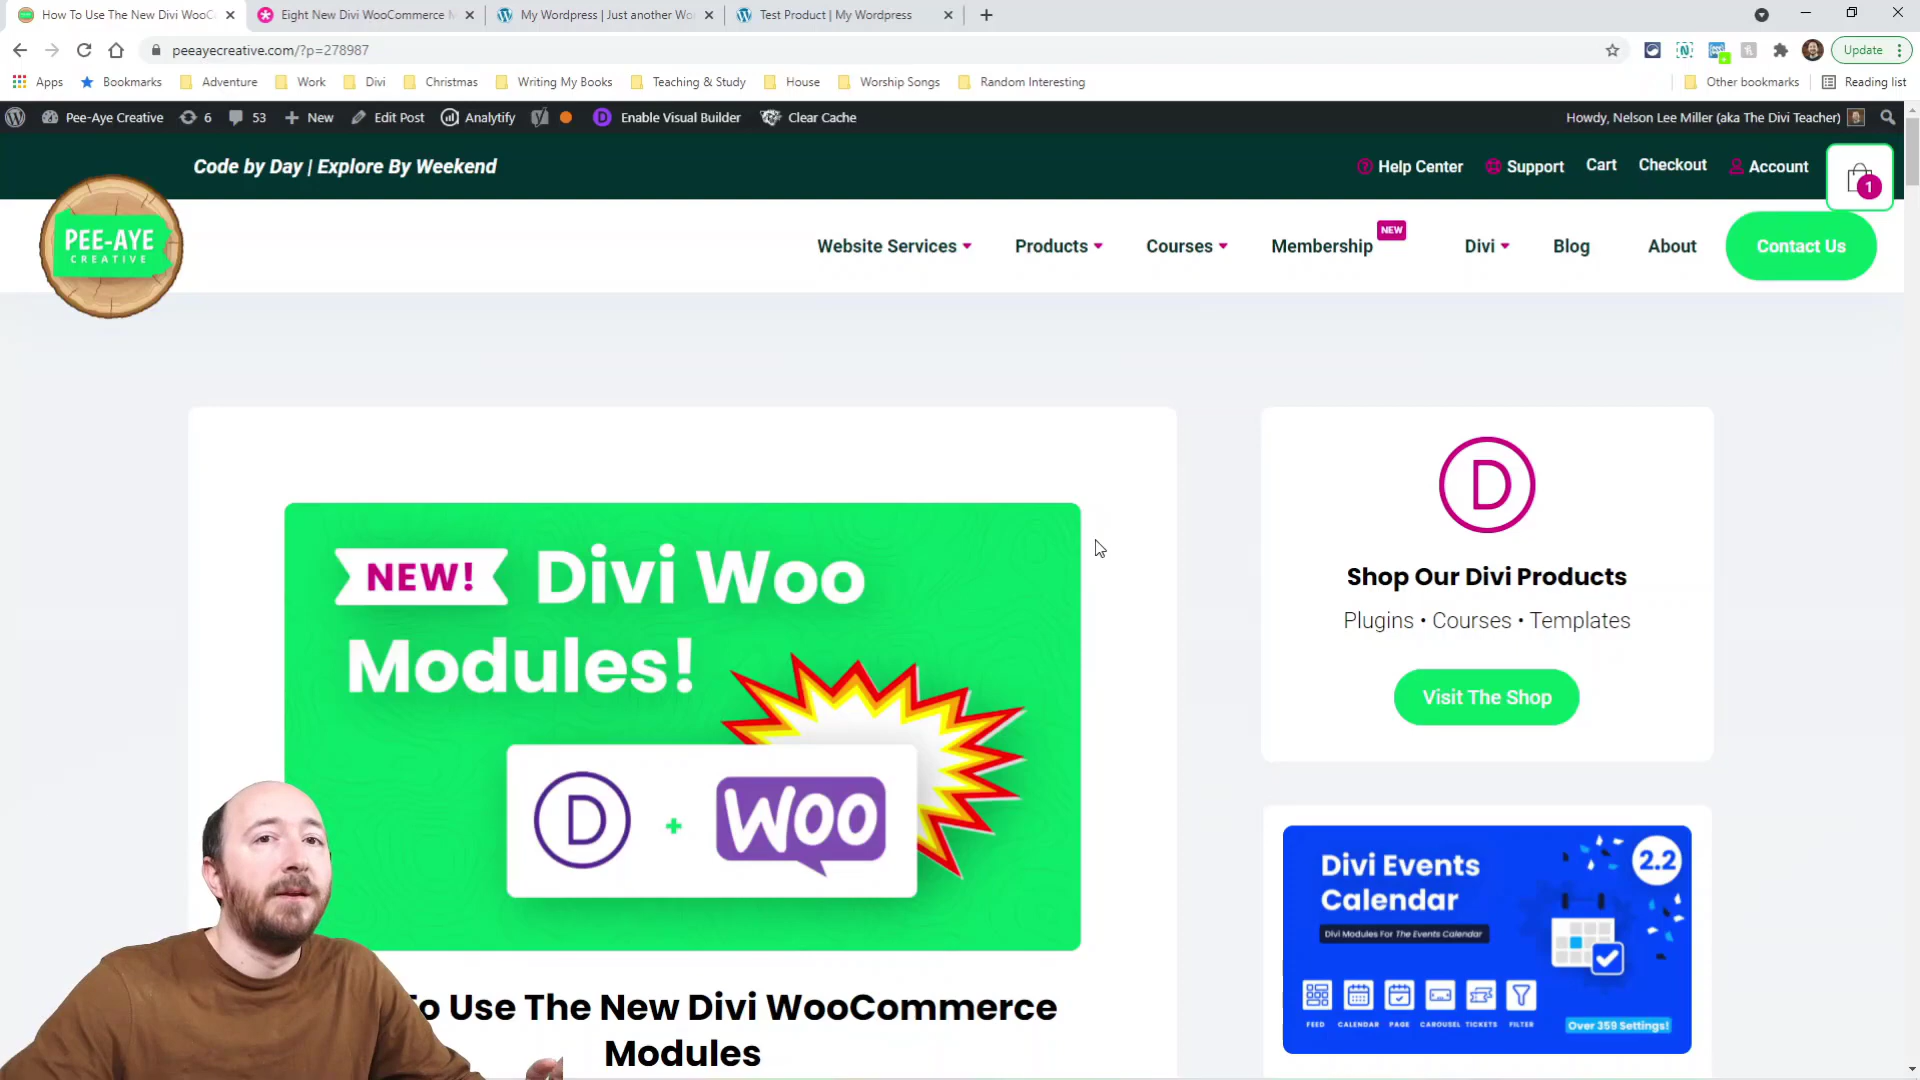 How To Use The New Divi WooC
Eight New Divi WooCommerce M
My Wordpress | Just another Wo
Test Product | My Wordpress
peeayecreative.com/?p=278987
Update
Apps
Bookmarks
Adventure
Work
Divi
Christmas
Writing My Books
Teaching & Study
House
Worship Songs
Random Interesting
Other bookmarks
Reading list
Pee-Aye Creative
6
53
New
Edit Post
Analytify
Enable Visual Builder
Clear Cache
Howdy, Nelson Lee Miller (aka The Divi Teacher)
Code by Day | Explore By Weekend
Help Center
Support
Cart
Checkout
Account
1
PEE-AYE
CREATIVE
Website Services
Products
Courses
Membership
NEW
Divi
Blog
About
Contact Us
NEW! Divi Woo
Modules!
D + WOO
To Use The New Divi WooCommerce
Modules
D
Shop Our Divi Products
Plugins • Courses • Templates
Visit The Shop
Divi Events
Calendar
2.2
Divi Modules For The Events Calendar
FEED
CALENDAR
PAGE
CAROUSEL
TICKETS
FILTER
Over 359 Settings!